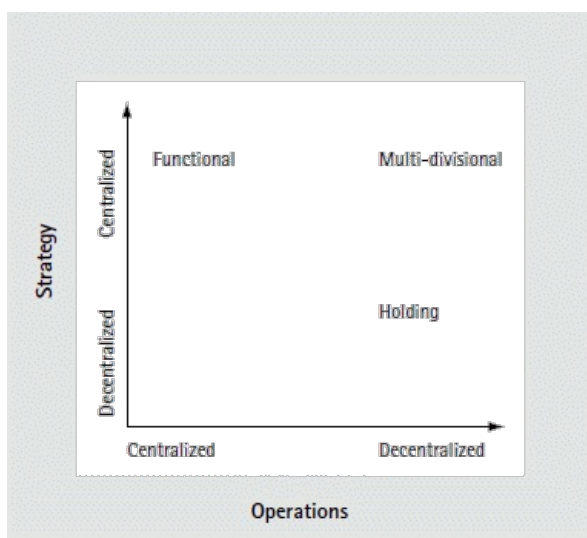 Strategy
Centralized
Decentralized
Functional
Multi-divisional
Holding
Centralized
Decentralized
Operations